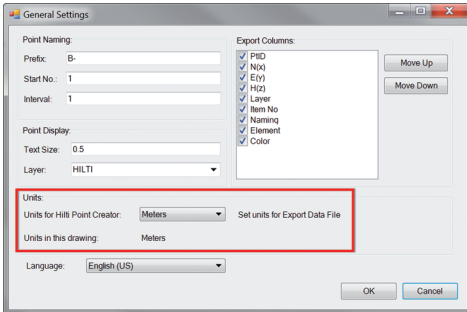 General Settings
Point Naming:
Prefix: B-
Start No.: 1
Interval: 1
Point Display:
Text Size: 0.5
Layer: HILTI
Export Columns:
PtID
N(x)
E(y)
H(z)
Layer
Item No
Naming
Element
Color
Move Up
Move Down
Units:
Units for Hilti Point Creator: Meters Set units for Export Data File
Units in this drawing: Meters
Language: English (US)
OK Cancel